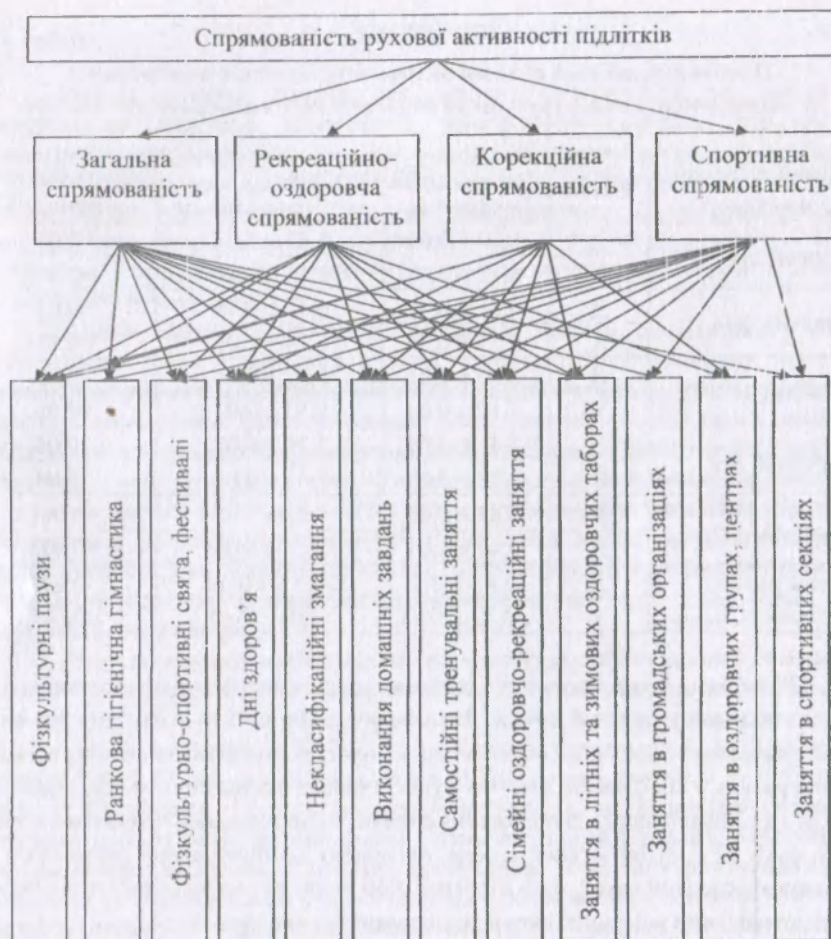 Спрямованість рухової активності підлітків
Загальна
спрямованість
Рекреаційно-
оздоровча
спрямованість
Корекційна
спрямованість
Спортивна
спрямованість
Фізкультурні паузи
Ранкова гігієнічна гімнастика
Фізкультурно-спортивні свята, фестивалі
Дні здоров'я
Некласифікаційні змагання
Виконання домашніх завдань
Самостійні тренувальні заняття
Сімейні оздоровчо-рекреаційні заняття
Заняття в літніх та зимових оздоровчих таборах
Заняття в громадських організаціях
Заняття в оздоровчих групах, центрах
Заняття в спортивних секціях